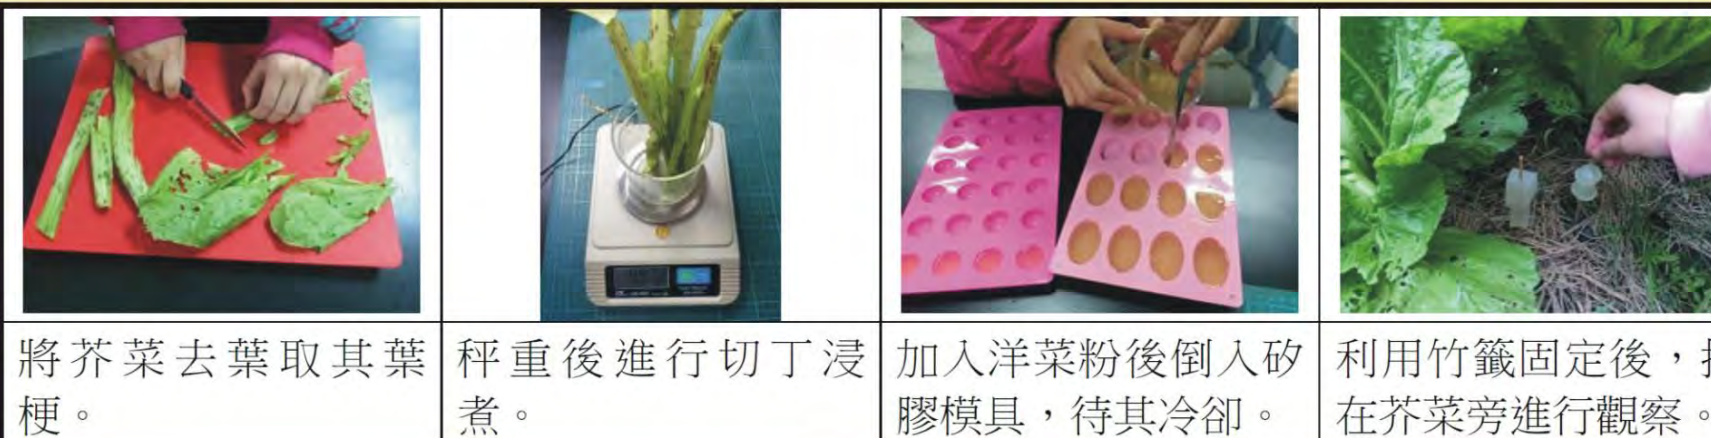 將芥菜去葉取其葉
梗。
秤重後進行切丁浸
煮。
加入洋菜粉後倒入矽
膠模具，待其冷卻。
利用竹籤固定後，
在芥菜旁進行觀察。